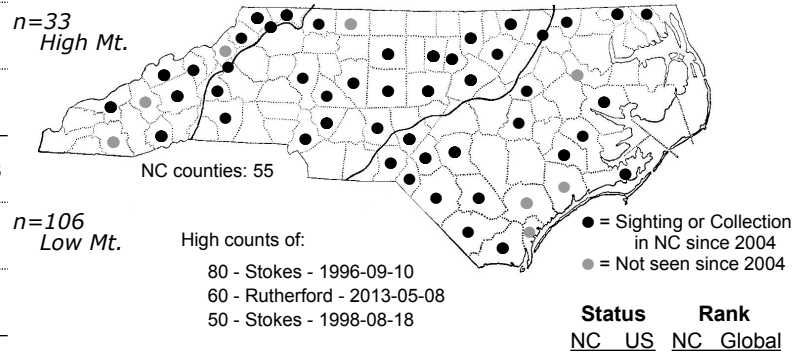 n=33
High Mt.
NC counties: 55
n=106
Low Mt.
High counts of:
80 - Stokes - 1996-09-10
60 - Rutherford - 2013-05-08
50 - Stokes - 1998-08-18
● = Sighting or Collection
in NC since 2004
● = Not seen since 2004
Status Rank
NC US NC Global